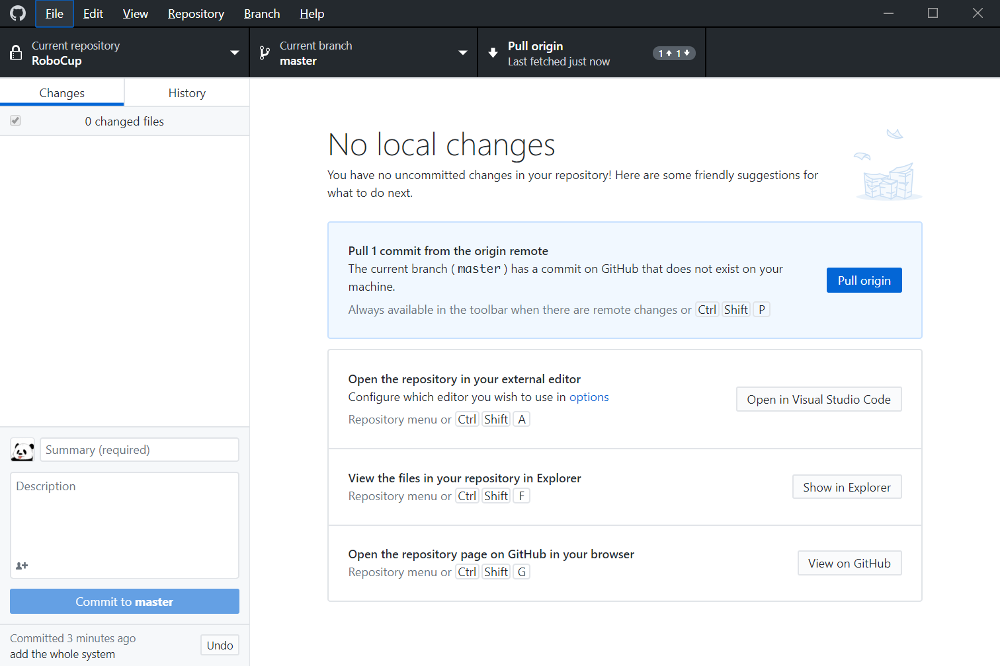 File Edit View Repository Branch Help
Current repository
RoboCup
Current branch
master
Pull origin
Last fetched just now
1 1
Changes
History
0 changed files
No local changes
You have no uncommitted changes in your repository! Here are some friendly suggestions for
what to do next.
Pull 1 commit from the origin remote
The current branch ( master ) has a commit on GitHub that does not exist on your
machine.
Always available in the toolbar when there are remote changes or Ctrl Shift P
Pull origin
Open the repository in your external editor
Configure which editor you wish to use in options
Repository menu or Ctrl Shift A
Open in Visual Studio Code
View the files in your repository in Explorer
Repository menu or Ctrl Shift F
Show in Explorer
Open the repository page on GitHub in your browser
Repository menu or Ctrl Shift G
View on GitHub
Summary (required)
Description
Commit to master
Committed 3 minutes ago
add the whole system
Undo